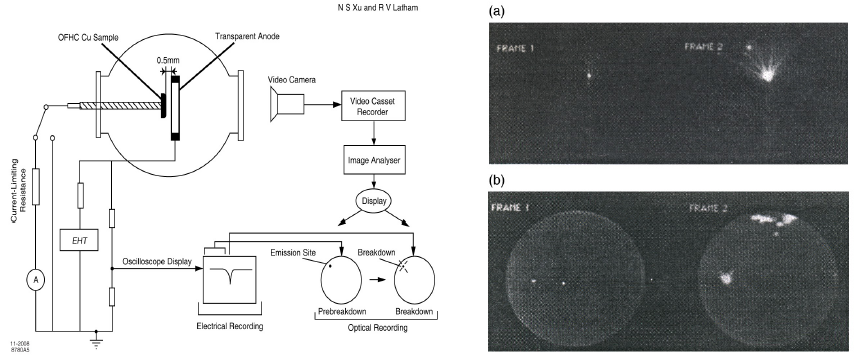 N S Xu and R V Latham
OFHC Cu Sample
Transparent Anode
0.5mm
Video Camera
Video Casset
Recorder
Image Analyser
Display
Current-Limiting
Resistance
EHT
A
Oscilloscope Display
Emission Site
Breakdown
Prebreakdown
Breakdown
Electrical Recording
Optical Recording
11-2008
8780A5
(a)
FRAME 1
FRAME 2
(b)
FRAME 1
FRAME 2